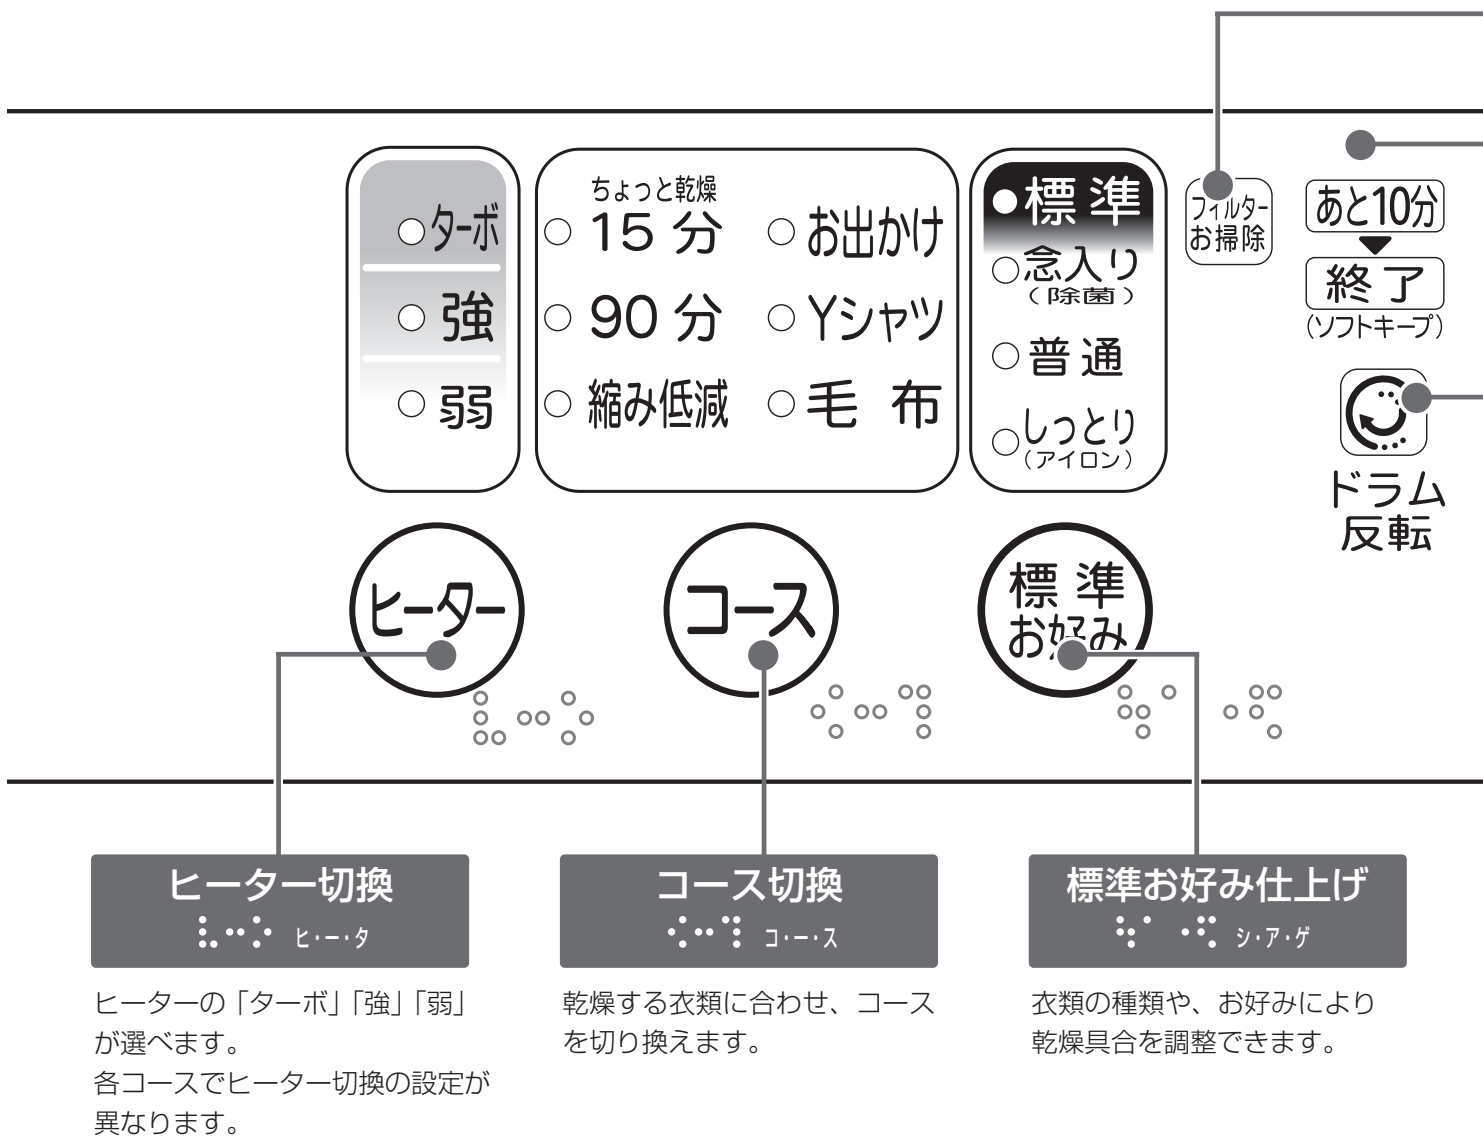 ターボ
強
弱
ちょっと乾燥
15分
90分
縮み低減
お出かけ
Yシャツ
毛布
標準
念入り
(除菌)
普通
しっとり
(アイロン)
フィルター
お掃除
あと10分
終了
(ソフトキープ)
ドラム
反転
ヒーター
コース
標準
お好み
ヒーター切換
⠧⠒⠕ ヒ・ー・タ
ヒーターの「ターボ」「強」「弱」
が選べます。
各コースでヒーター切換の設定が
異なります。
コース切換
⠪⠒⠹ コ・ー・ス
乾燥する衣類に合わせ、コース
を切り換えます。
標準お好み仕上げ
シ・ア・ゲ
衣類の種類や、お好みにより
乾燥具合を調整できます。